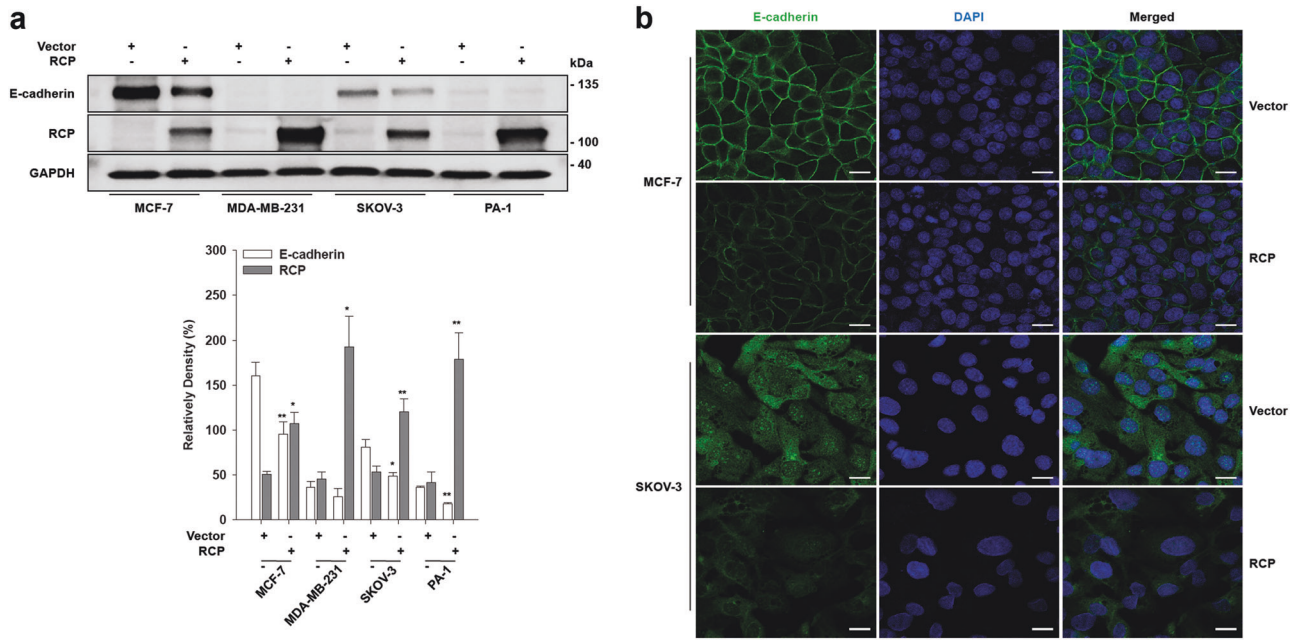 a
Vector + - + - + - + -
RCP - + - + - + - +
kDa
E-cadherin
- 135
RCP
- 100
GAPDH
- 40
MCF-7 MDA-MB-231 SKOV-3 PA-1
Relatively Density (%)
300
250
200
150
100
50
0
E-cadherin
RCP
** * * * ** ** **
Vector + - + - + - + -
RCP - + - + - + - +
MCF-7 MDA-MB-231 SKOV-3 PA-1
b
E-cadherin DAPI Merged
MCF-7
Vector
RCP
SKOV-3
Vector
RCP